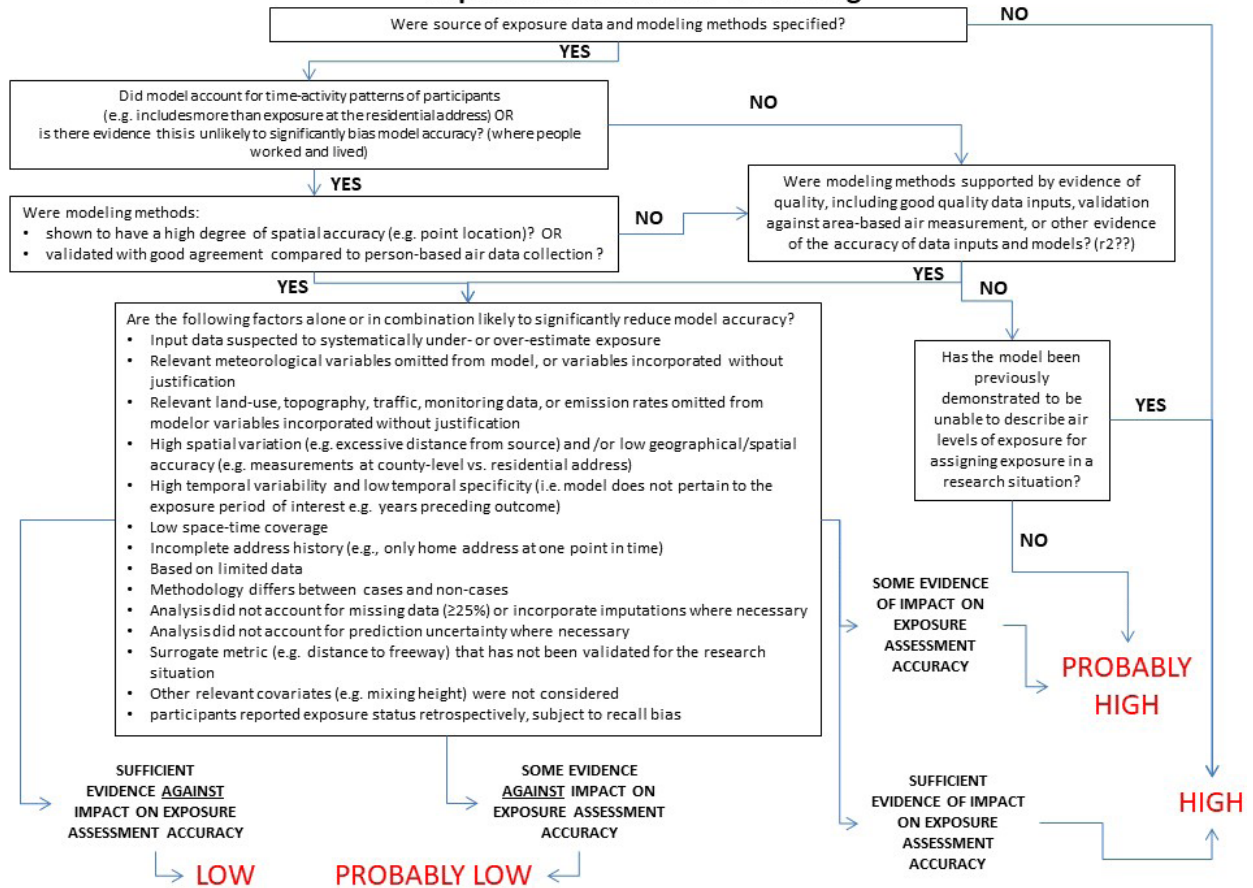 Were source of exposure data and modeling methods specified?
NO
YES
Did model account for time-activity patterns of participants
(e.g. includesmore than exposure at the residential address) OR
is there evidence this is unlikely to significantly bias model accuracy? (where people
worked and lived)
NO
YES
Were modeling methods:
• shown to have a high degree of spatial accuracy (e.g. point location)? OR
• validated with good agreement compared to person-based air data collection ?
NO
Were modeling methods supported by evidence of
quality, including good quality data inputs, validation
against area-based air measurement, or other evidence
of the accuracy of data inputs and models? (r2??)
YES
YES
NO
Are the following factors alone or in combination likely to significantly reduce model accuracy?
• Input data suspected to systematically under- or over-estimate exposure
• Relevant meteorological variables omitted from model, or variables incorporated without
justification
• Relevant land-use, topography, traffic, monitoring data, or emission rates omitted from
modelor variables incorporated without justification
• High spatial variation (e.g. excessive distance from source) and /or low geographical/spatial
accuracy (e.g. measurements at county-level vs. residential address)
• High temporal variability and low temporal specificity (i.e. model does not pertain to the
exposure period of interest e.g. years preceding outcome)
• Low space-time coverage
• Incomplete address history (e.g., only home address at one point in time)
• Based on limited data
• Methodology differs between cases and non-cases
• Analysis did not account for missing data (≥25%) or incorporate imputations where necessary
• Analysis did not account for prediction uncertainty where necessary
• Surrogate metric (e.g. distance to freeway) that has not been validated for the research
situation
• Other relevant covariates (e.g. mixing height) were not considered
• participants reported exposure status retrospectively, subject to recall bias
Has the model been
previously
demonstrated to be
unable to describe air
levels of exposure for
assigning exposure in a
research situation?
YES
NO
SOME EVIDENCE
OF IMPACT ON
EXPOSURE
ASSESSMENT
ACCURACY
PROBABLY
HIGH
SUFFICIENT
EVIDENCE AGAINST
IMPACT ON EXPOSURE
ASSESSMENT ACCURACY
LOW
SOME EVIDENCE
AGAINST IMPACT ON
EXPOSURE ASSESSMENT
ACCURACY
PROBABLY LOW
SUFFICIENT
EVIDENCE OF IMPACT
ON EXPOSURE
ASSESSMENT
ACCURACY
HIGH